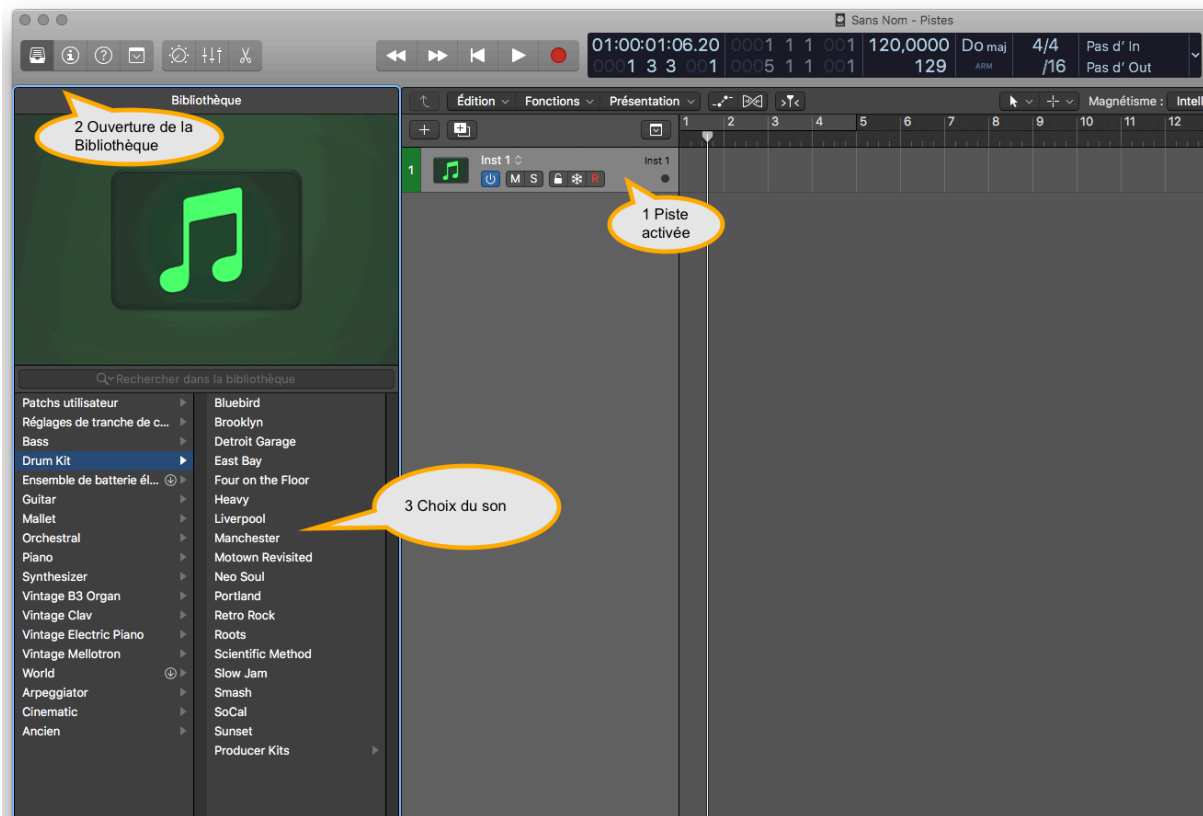 Sans Nom - Pistes
01:00:01:06.20 0001 1 1 001 120,0000 Do maj 4/4 Pas d' In
0001 3 3 001 0005 1 1 001 129 ARM /16 Pas d' Out
Bibliothèque
Édition Fonctions Présentation Magnétisme : Intell
2 Ouverture de la
Bibliothèque
1 2 3 4 5 6 7 8 9 10 11 12
1 Inst 1 Inst 1
M S R
1 Piste
activée
Rechercher dans la bibliothèque
Patchs utilisateur
Réglages de tranche de c...
Bass
Drum Kit
Ensemble de batterie él...
Guitar
Mallet
Orchestral
Piano
Synthesizer
Vintage B3 Organ
Vintage Clav
Vintage Electric Piano
Vintage Mellotron
World
Arpeggiator
Cinematic
Ancien
Bluebird
Brooklyn
Detroit Garage
East Bay
Four on the Floor
Heavy
Liverpool
Manchester
Motown Revisited
Neo Soul
Portland
Retro Rock
Roots
Scientific Method
Slow Jam
Smash
SoCal
Sunset
Producer Kits
3 Choix du son